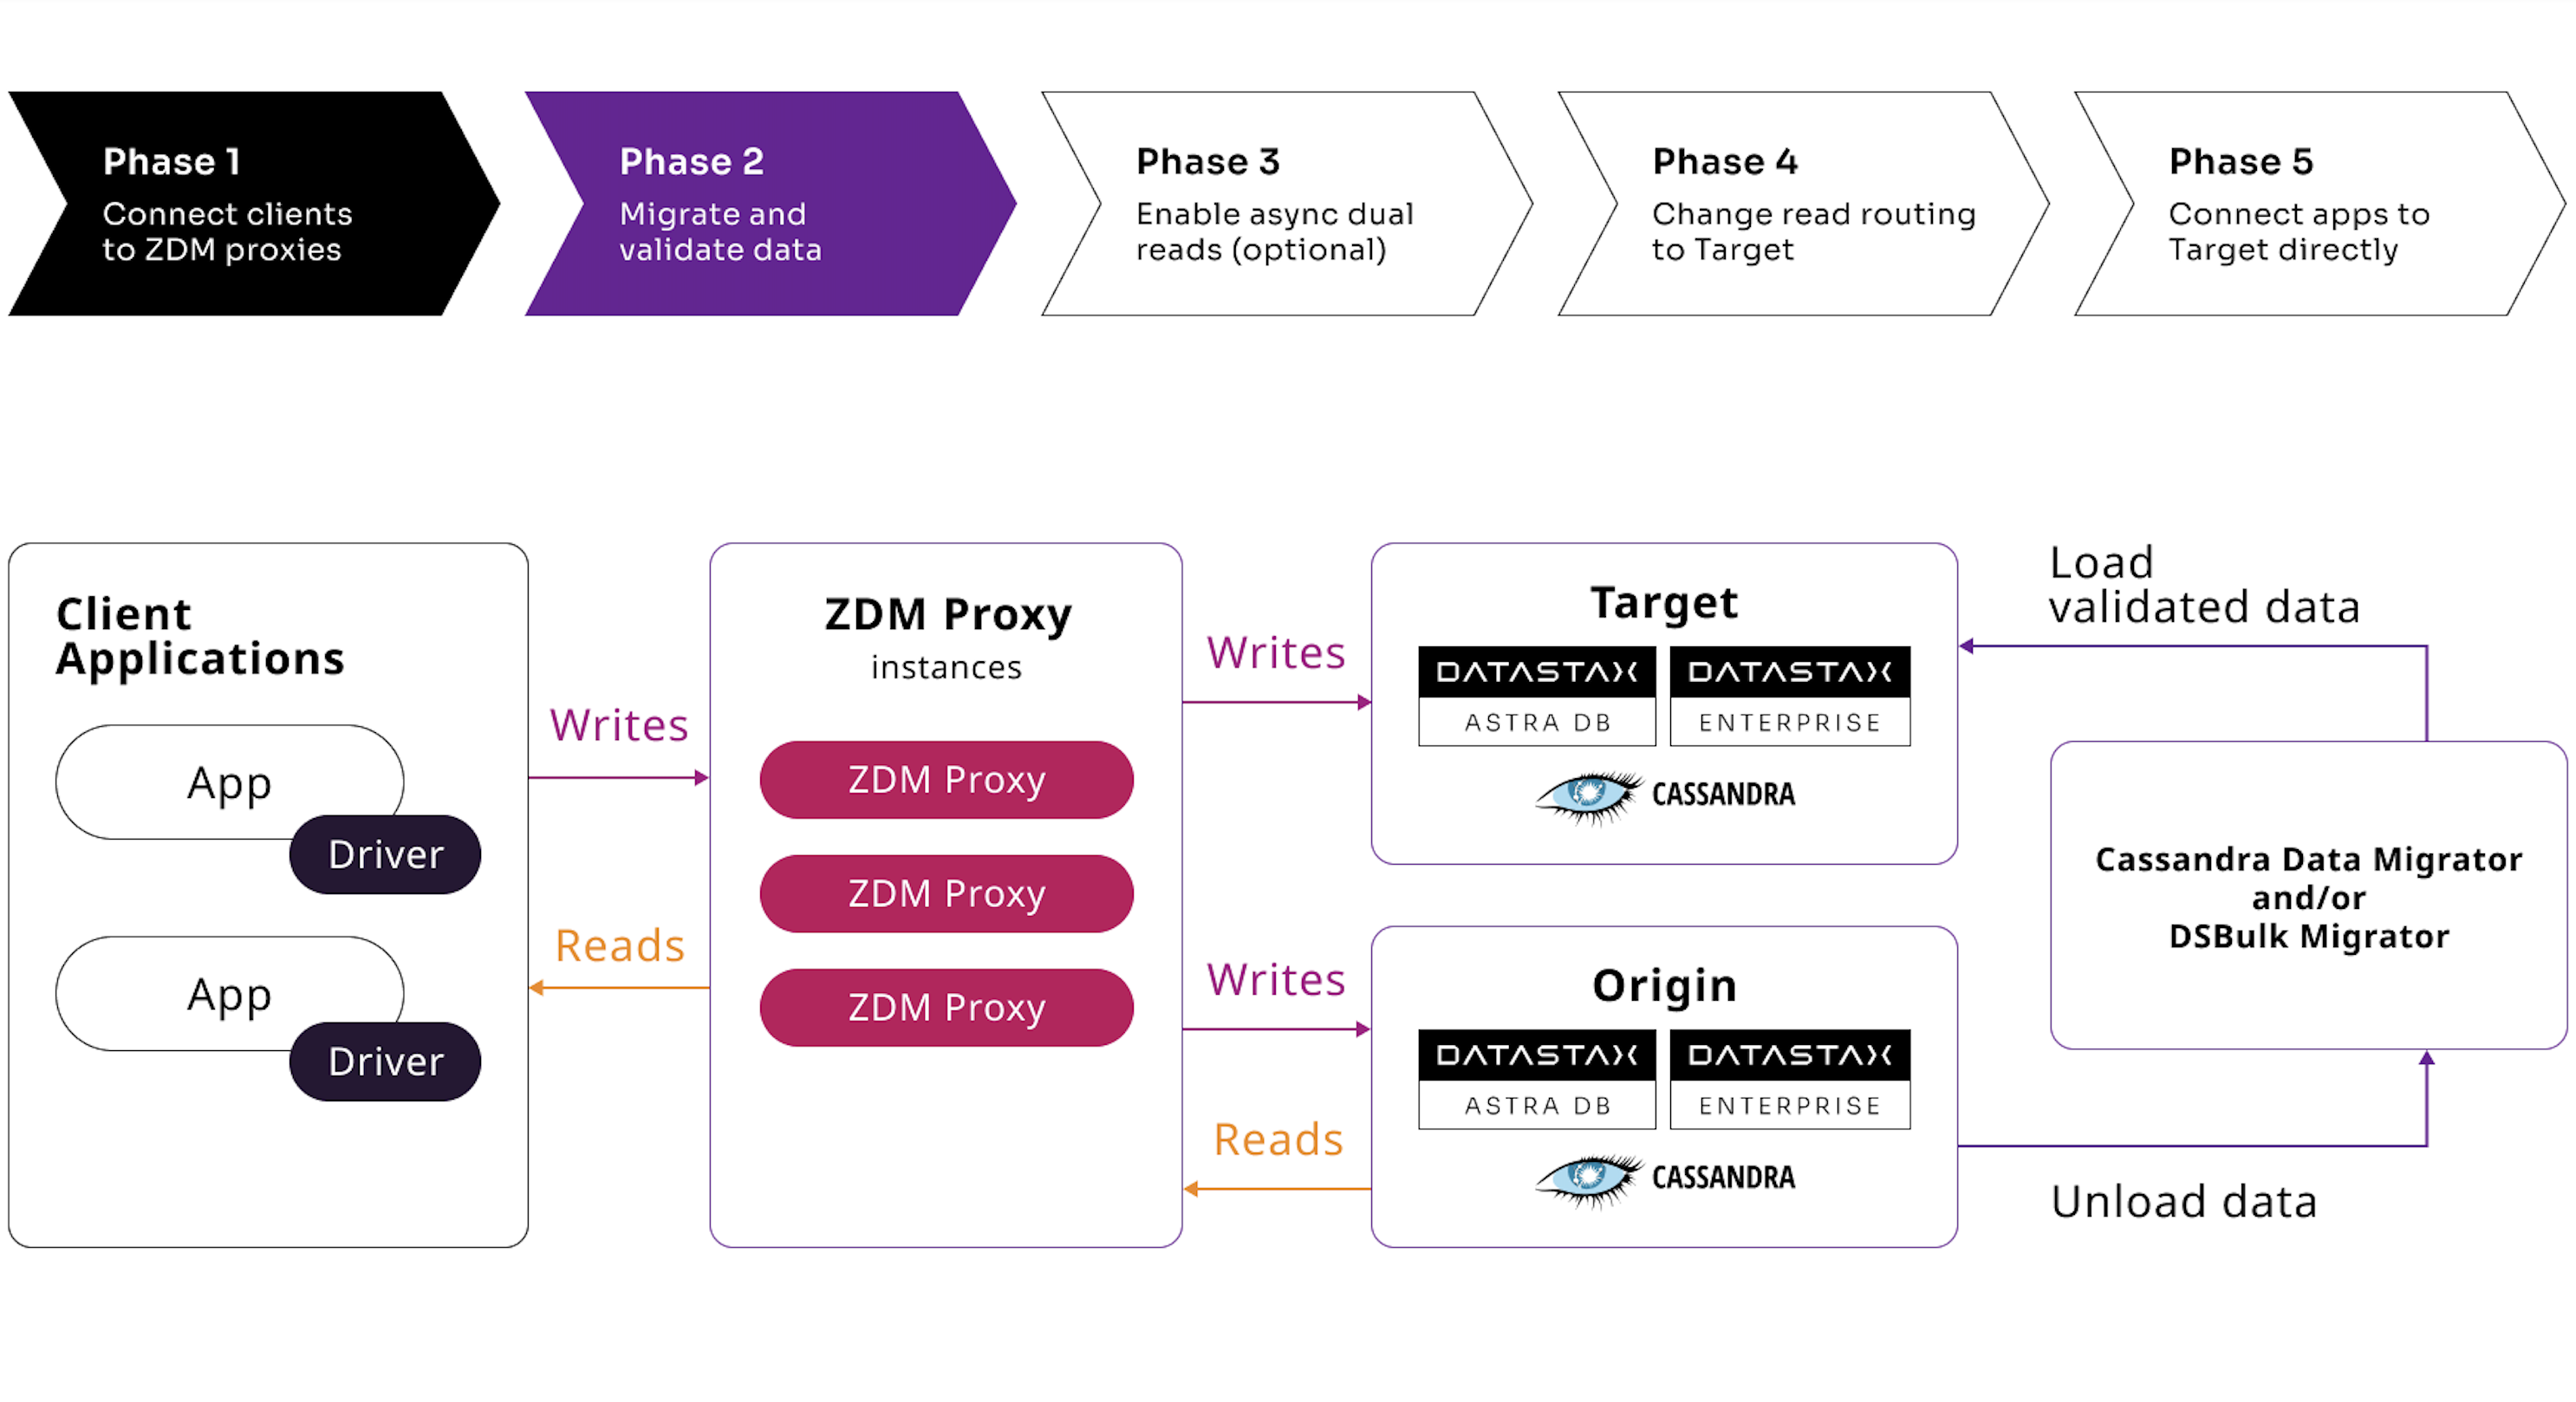 Phase 1
Connect clients
to ZDM proxies
Phase 2
Migrate and
validate data
Phase 3
Enable async dual
reads (optional)
Phase 4
Change read routing
to Target
Phase 5
Connect apps to
Target directly
Client
Applications
App
Driver
App
Driver
Writes
Reads
ZDM Proxy
instances
ZDM Proxy
ZDM Proxy
ZDM Proxy
Writes
Writes
Reads
Target
DATASTAX
ASTRA DB
DATASTAX
ENTERPRISE
CASSANDRA
Origin
DATASTAX
ASTRA DB
DATASTAX
ENTERPRISE
CASSANDRA
Load
validated data
Cassandra Data Migrator
and/or
DSBulk Migrator
Unload data